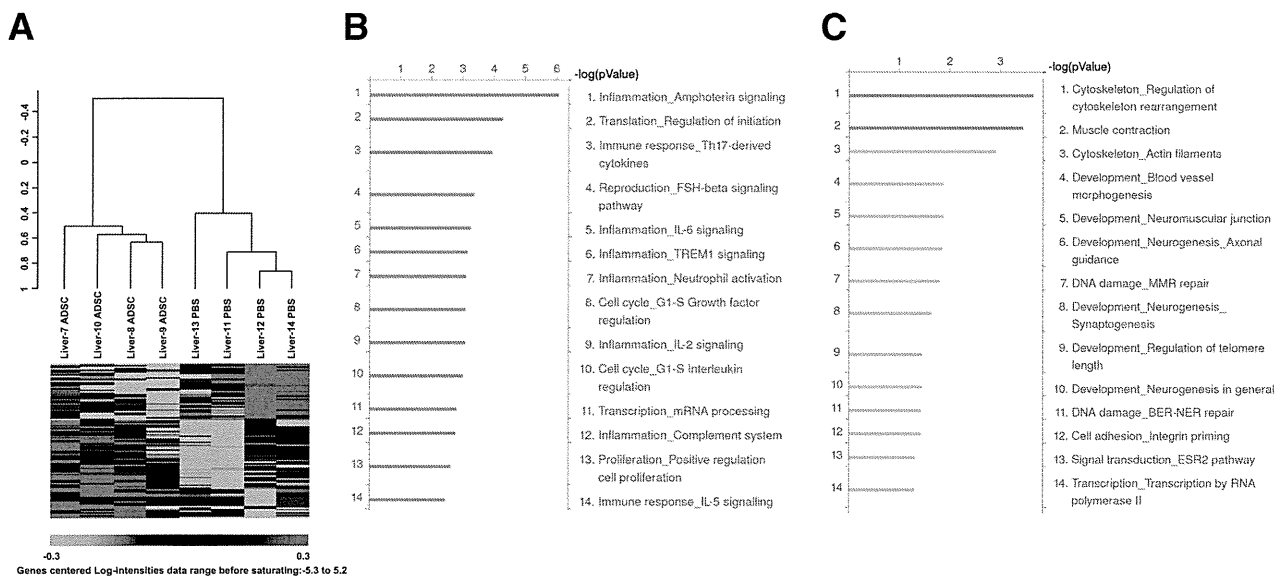 A
B
C
-0.4
-0.2
0
0.2
0.4
0.6
0.8
1
Liver-7 ADSC
Liver-10 ADSC
Liver-8 ADSC
Liver-9 ADSC
Liver-13 PBS
Liver-11 PBS
Liver-12 PBS
Liver-14 PBS
-0.3
0.3
Genes centered Log-intensities data range before saturating:-5.3 to 5.2
1 2 3 4 5 6
-log(pValue)
1
2
3
4
5
6
7
8
9
10
11
12
13
14
1. Inflammation_Amphoterin signaling
2. Translation_Regulation of initiation
3. Immune response_Th17-derived
cytokines
4. Reproduction_FSH-beta signaling
pathway
5. Inflammation_IL-6 signaling
6. Inflammation_TREM1 signaling
7. Inflammation_Neutrophil activation
8. Cell cycle_G1-S Growth factor
regulation
9. Inflammation_IL-2 signaling
10. Cell cycle_G1-S Interleukin
regulation
11. Transcription_mRNA processing
12. Inflammation_Complement system
13. Proliferation_Positive regulation
cell proliferation
14. Immune response_IL-5 signalling
1 2 3
-log(pValue)
1
2
3
4
5
6
7
8
9
10
11
12
13
14
1. Cytoskeleton_Regulation of
cytoskeleton rearrangement
2. Muscle contraction
3. Cytoskeleton_Actin filaments
4. Development_Blood vessel
morphogenesis
5. Development_Neuromuscular junction
6. Development_Neurogenesis_Axonal
guidance
7. DNA damage_MMR repair
8. Development_Neurogenesis_
Synaptogenesis
9. Development_Regulation of telomere
length
10. Development_Neurogenesis in general
11. DNA damage_BER-NER repair
12. Cell adhesion_Integrin priming
13. Signal transduction_ESR2 pathway
14. Transcription_Transcription by RNA
polymerase II